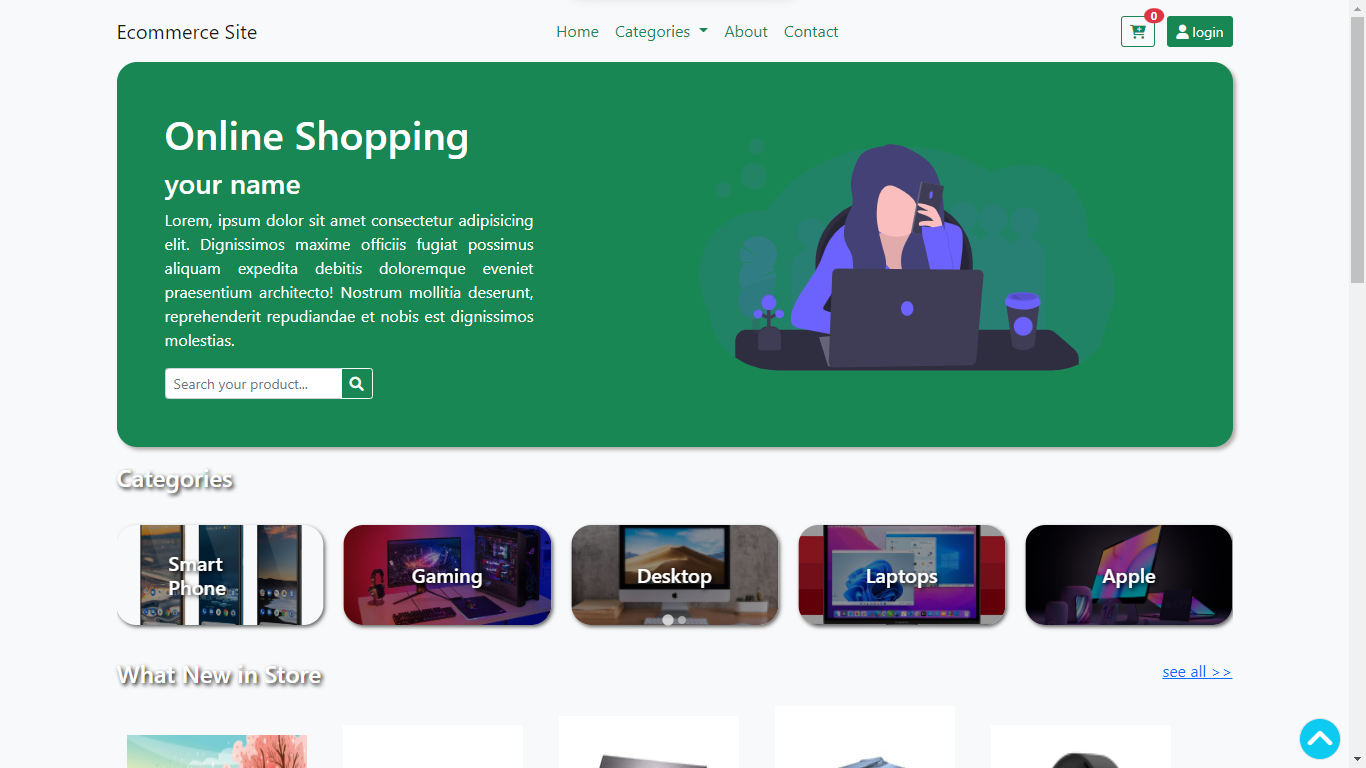 Ecommerce Site
Home
Categories
About
Contact
0
login
Online Shopping
your name
Lorem, ipsum dolor sit amet consectetur adipisicing
elit. Dignissimos maxime officiis fugiat possimus
aliquam expedita debitis doloremque eveniet
praesentium architecto! Nostrum mollitia deserunt,
reprehenderit repudiandae et nobis est dignissimos
molestias.
Search your product...
Categories
Smart
Phone
Gaming
Desktop
Laptops
Apple
What New in Store
see all >>